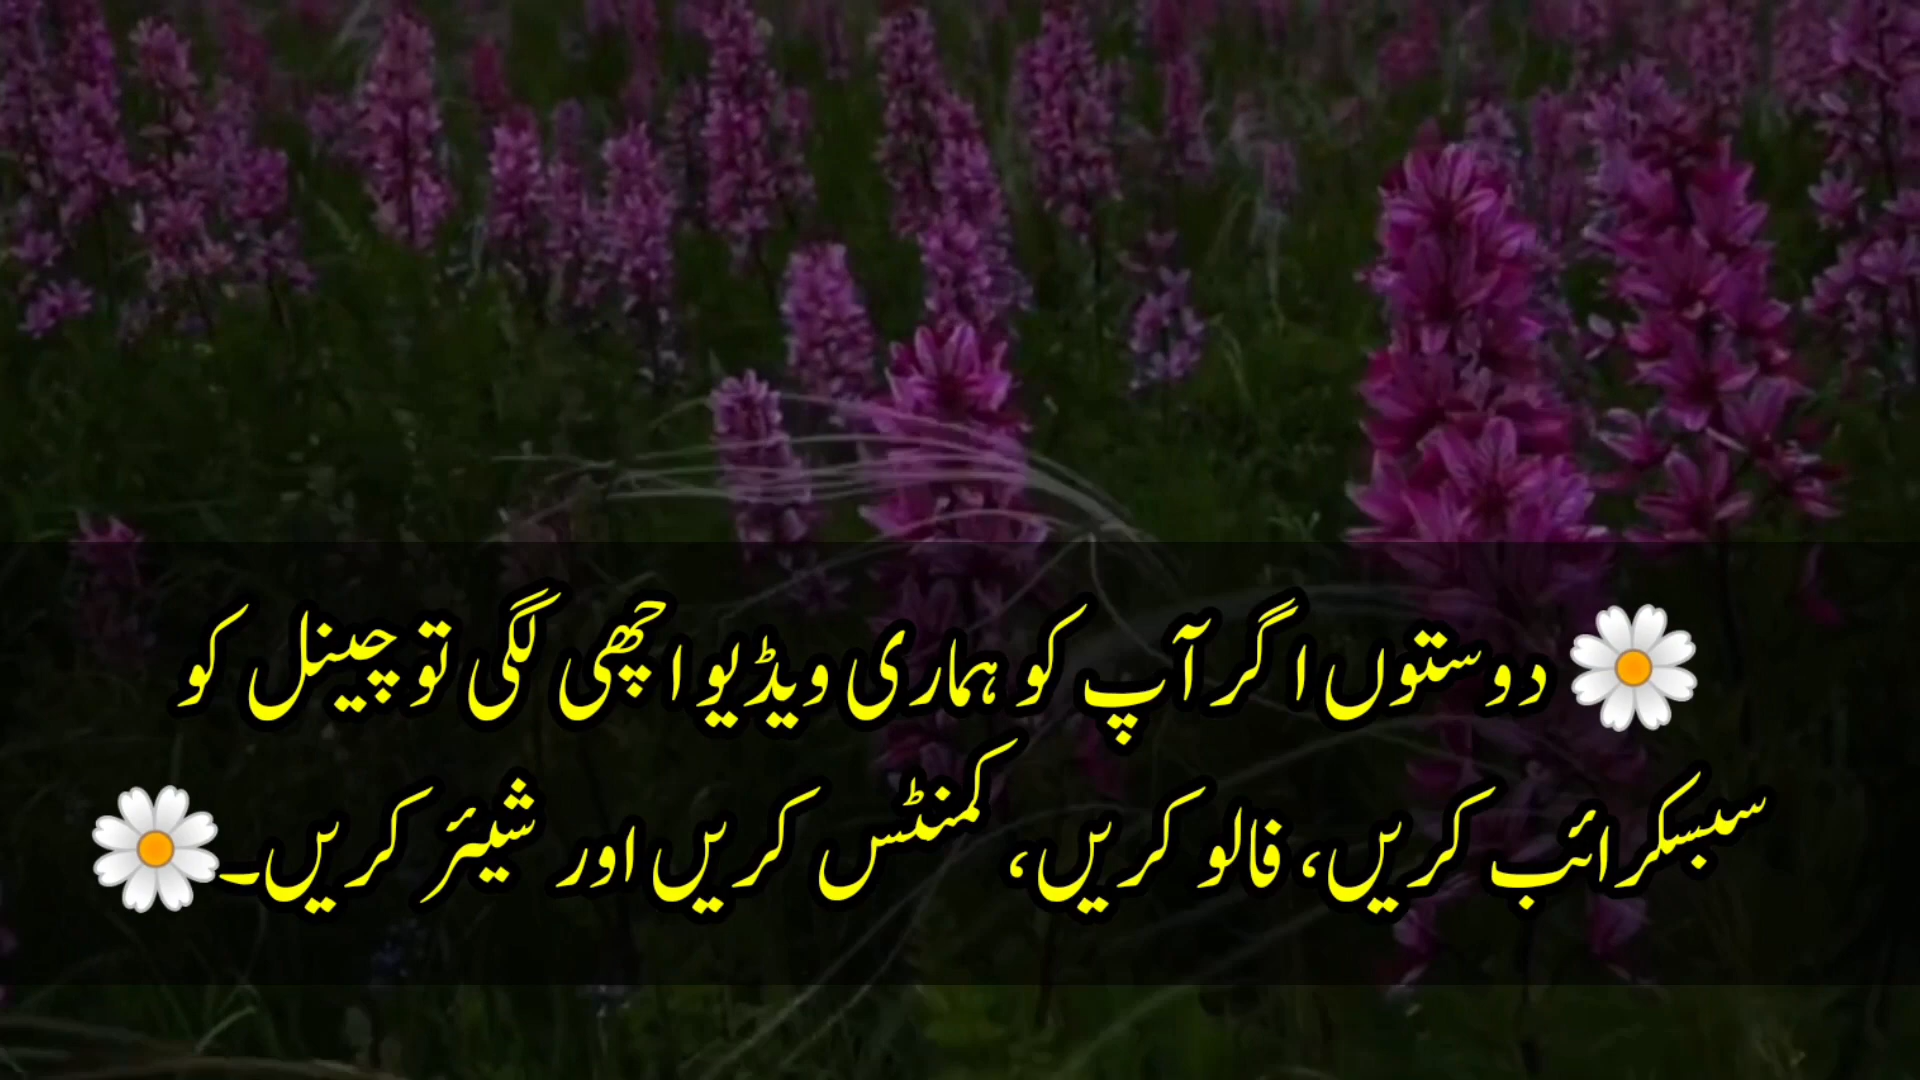 🌼 دوستوں اگر آپ کو ہماری ویڈیو اچھی لگی تو چینل کو
سبسکرائب کریں، فالو کریں، کمنٹس کریں اور شیئر کریں۔🌼